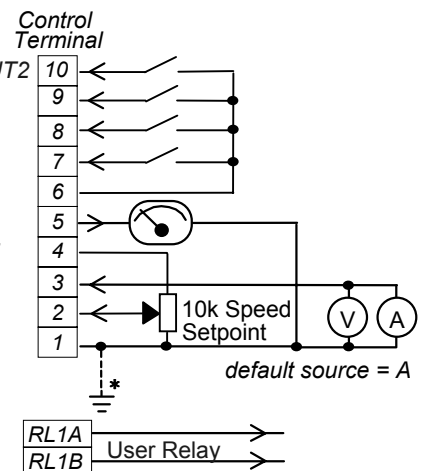 Control
Terminal
IT2
10
9
8
7
6
5
4
3
2
1
10k Speed
Setpoint
V
A
default source = A
*
RL1A
RL1B
User Relay